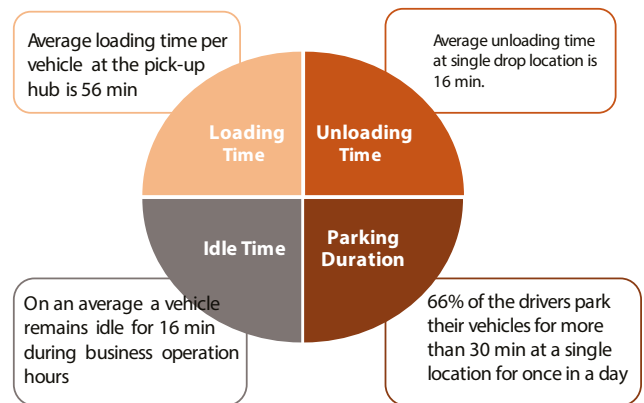 Average loading time per
vehicle at the pick-up
hub is 56 min
Average unloading time
at single drop location is
16 min.
Loading
Time
Unloading
Time
Idle Time
Parking
Duration
On an average a vehicle
remains idle for 16 min
during business operation
hours
66% of the drivers park
their vehicles for more
than 30 min at a single
location for once in a day